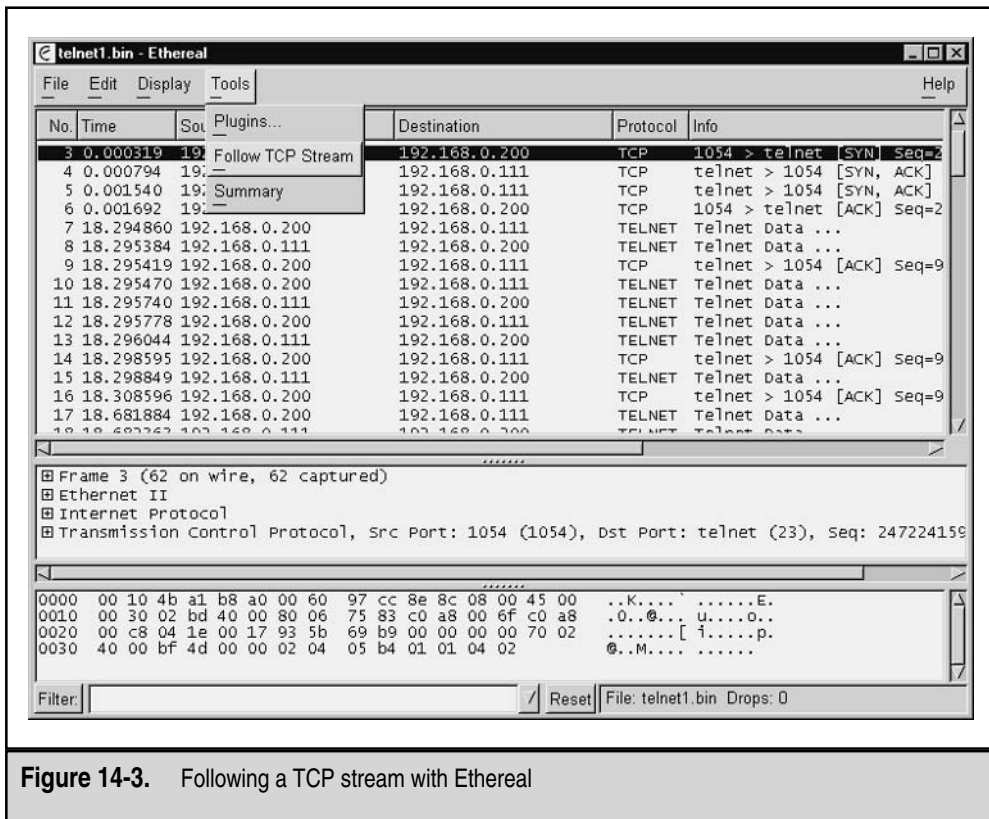 telnet1.bin - Ethereal
File Edit Display Tools Help
Plugins...
Follow TCP Stream
Summary
No. Time Sou Destination Protocol Info
3 0.000319 19 192.168.0.200 TCP 1054 > telnet [SYN] Seq=2
4 0.000794 19 192.168.0.111 TCP telnet > 1054 [SYN, ACK]
5 0.001540 19 192.168.0.111 TCP telnet > 1054 [SYN, ACK]
6 0.001692 19 192.168.0.200 TCP 1054 > telnet [ACK] Seq=2
7 18.294860 192.168.0.200 192.168.0.111 TELNET Telnet Data ...
8 18.295384 192.168.0.111 192.168.0.200 TELNET Telnet Data ...
9 18.295419 192.168.0.200 192.168.0.111 TCP telnet > 1054 [ACK] Seq=9
10 18.295470 192.168.0.200 192.168.0.111 TELNET Telnet Data ...
11 18.295740 192.168.0.111 192.168.0.200 TELNET Telnet Data ...
12 18.295778 192.168.0.200 192.168.0.111 TELNET Telnet Data ...
13 18.296044 192.168.0.111 192.168.0.200 TELNET Telnet Data ...
14 18.298595 192.168.0.200 192.168.0.111 TCP telnet > 1054 [ACK] Seq=9
15 18.298849 192.168.0.111 192.168.0.200 TELNET Telnet Data ...
16 18.308596 192.168.0.200 192.168.0.111 TCP telnet > 1054 [ACK] Seq=9
17 18.681884 192.168.0.200 192.168.0.111 TELNET Telnet Data ...
Frame 3 (62 on wire, 62 captured)
Ethernet II
Internet Protocol
Transmission Control Protocol, Src Port: 1054 (1054), Dst Port: telnet (23), Seq: 247224159
0000 00 10 4b a1 b8 a0 00 60 97 cc 8e 8c 08 00 45 00 ..K....` ......E.
0010 00 30 02 bd 40 00 80 06 75 83 c0 a8 00 6f c0 a8 .0..@... u....o..
0020 00 c8 04 1e 00 17 93 5b 69 b9 00 00 00 00 70 02 .......[ i.....p.
0030 40 00 bf 4d 00 00 02 04 05 b4 01 01 04 02 @..M.... ......
Filter: Reset File: telnet1.bin Drops: 0
Figure 14-3. Following a TCP stream with Ethereal